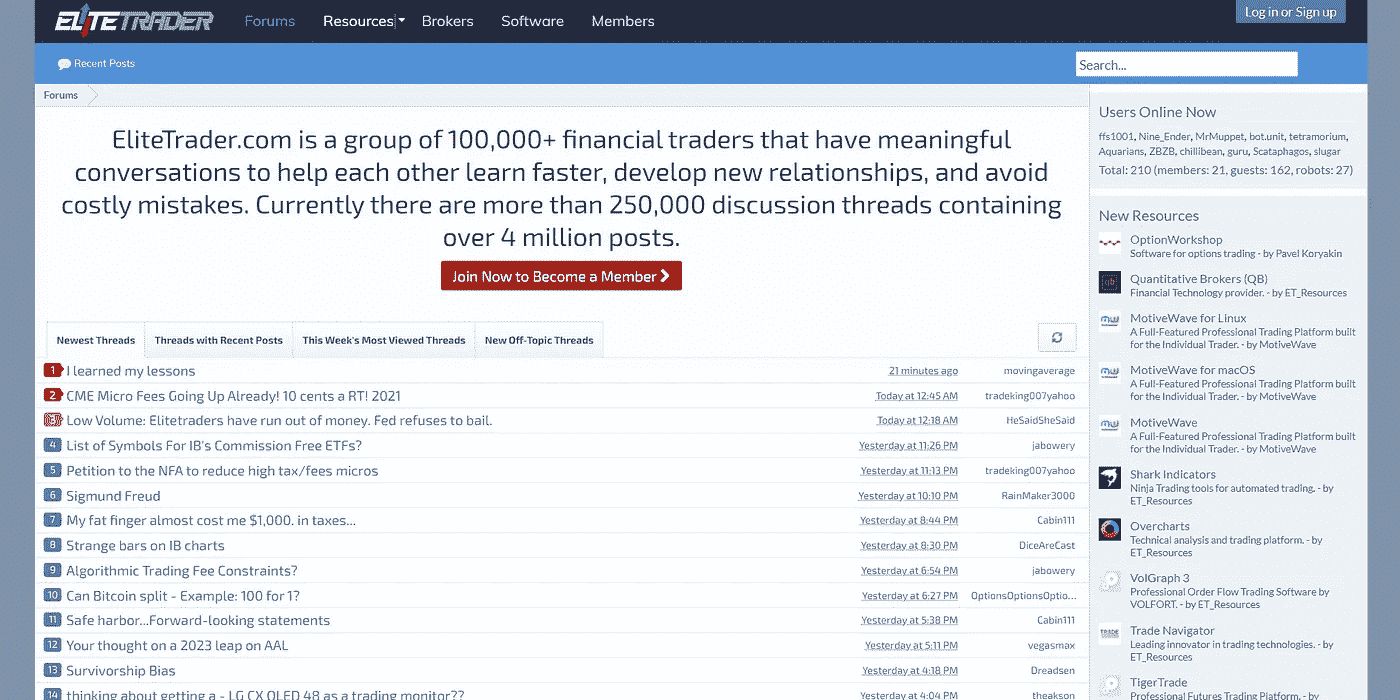 ELITETRADER Forums Resources Brokers Software Members Log in or Sign up
Recent Posts Search...
Forums
EliteTrader.com is a group of 100,000+ financial traders that have meaningful
conversations to help each other learn faster, develop new relationships, and avoid
costly mistakes. Currently there are more than 250,000 discussion threads containing
over 4 million posts.
Join Now to Become a Member
Newest Threads Threads with Recent Posts This Week's Most Viewed Threads New Off-Topic Threads
1 I learned my lessons 21 minutes ago movingaverage
2 CME Micro Fees Going Up Already! 10 cents a RT! 2021 Today at 12:45 AM tradeking007yahoo
3 Low Volume: Elitetraders have run out of money. Fed refuses to bail. Today at 12:18 AM HeSaidSheSaid
4 List of Symbols For IB's Commission Free ETFs? Yesterday at 11:26 PM jabowery
5 Petition to the NFA to reduce high tax/fees micros Yesterday at 11:13 PM tradeking007yahoo
6 Sigmund Freud Yesterday at 10:10 PM RainMaker3000
7 My fat finger almost cost me $1,000. in taxes... Yesterday at 8:44 PM Cabin111
8 Strange bars on IB charts Yesterday at 8:30 PM DiceAreCast
9 Algorithmic Trading Fee Constraints? Yesterday at 6:54 PM jabowery
10 Can Bitcoin split - Example: 100 for 1? Yesterday at 6:27 PM OptionsOptionsOptio...
11 Safe harbor...Forward-looking statements Yesterday at 5:38 PM Cabin111
12 Your thought on a 2023 leap on AAL Yesterday at 5:11 PM vegasmax
13 Survivorship Bias Yesterday at 4:18 PM Dreadsen
14 thinking about getting a - LG CX OLED 48 as a trading monitor?? Yesterday at 4:04 PM theakson
Users Online Now
ffs1001, Nine_Ender, MrMuppet, bot.unit, tetramorium,
Aquarians, ZBZB, chillibean, guru, Scataphagos, slugar
Total: 210 (members: 21, guests: 162, robots: 27)
New Resources
OptionWorkshop
Software for options trading - by Pavel Koryakin
Quantitative Brokers (QB)
Financial Technology provider. - by ET_Resources
MotiveWave for Linux
A Full-Featured Professional Trading Platform built
for the Individual Trader. - by MotiveWave
MotiveWave for macOS
A Full-Featured Professional Trading Platform built
for the Individual Trader. - by MotiveWave
MotiveWave
A Full-Featured Professional Trading Platform built
for the Individual Trader. - by MotiveWave
Shark Indicators
Ninja Trading tools for automated trading. - by
ET_Resources
Overcharts
Technical analysis and trading platform. - by
ET_Resources
VolGraph 3
Professional Order Flow Trading Software by
VOLFORT. - by ET_Resources
Trade Navigator
Leading innovator in trading technologies. - by
ET_Resources
TigerTrade
Professional Futures Trading Platform. - by